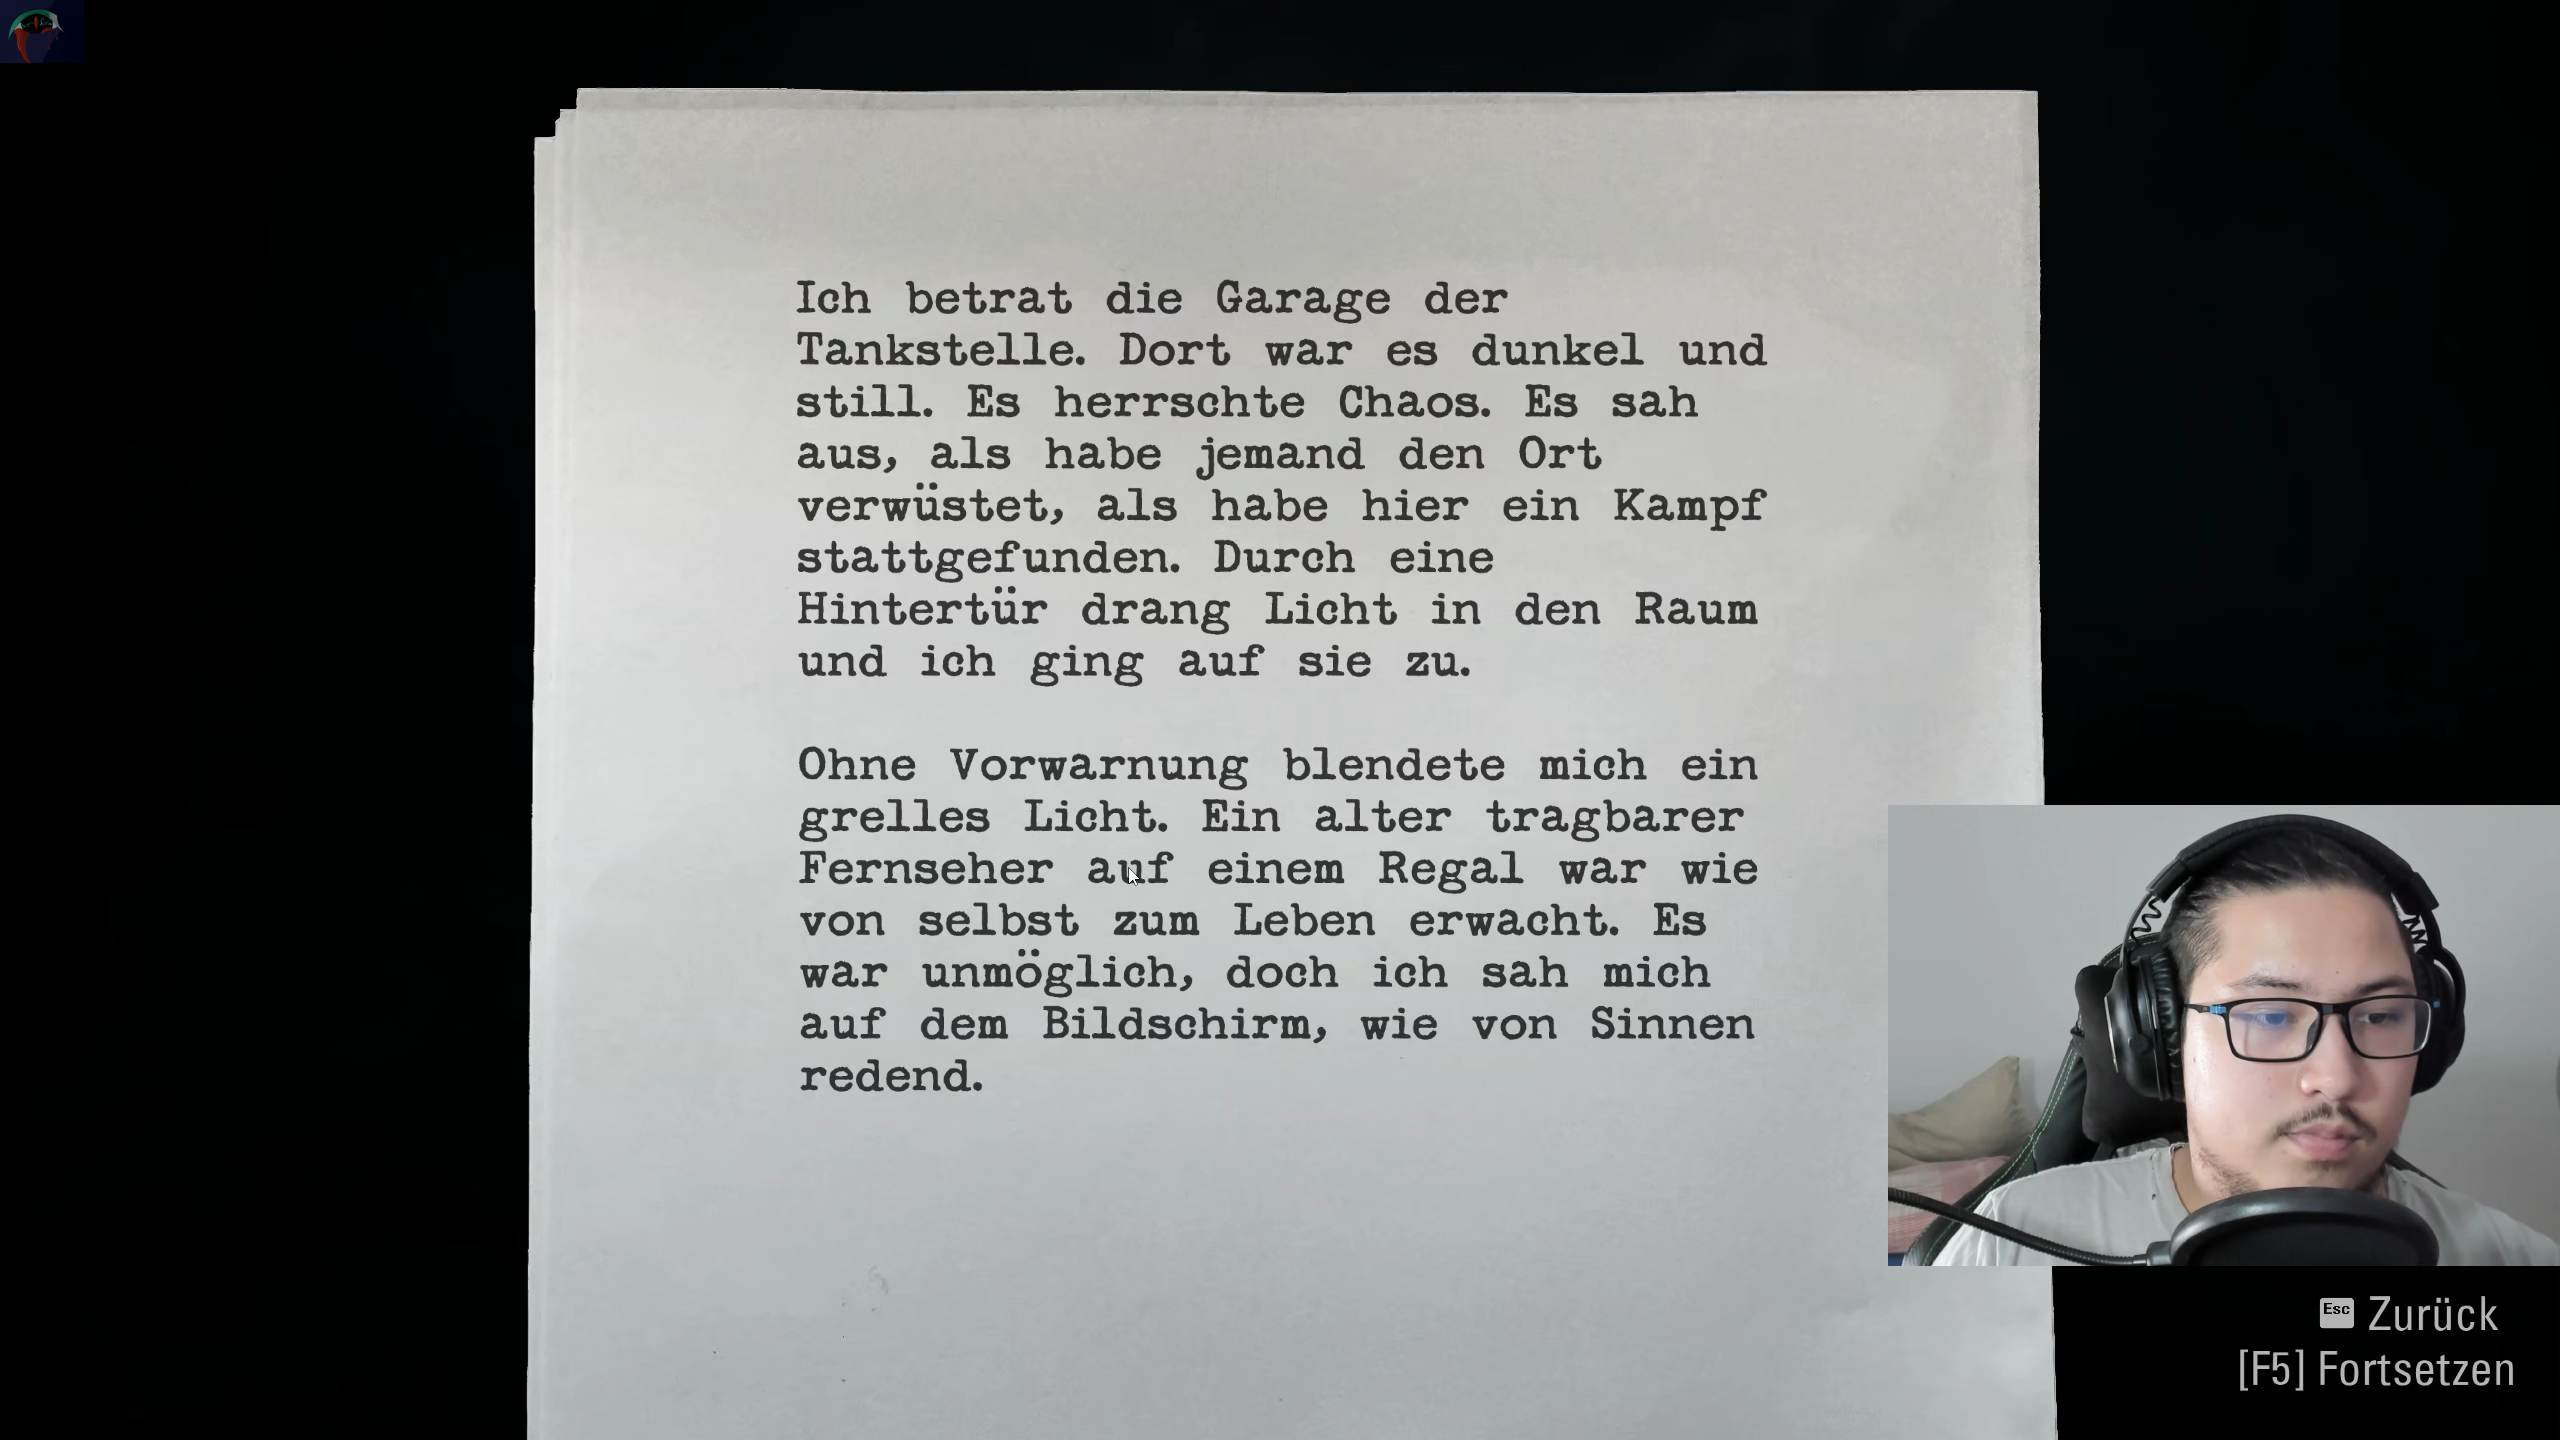 Ich betrat die Garage der
Tankstelle. Dort war es dunkel und
still. Es herrschte Chaos. Es sah
aus, als habe jemand den Ort
verwüstet, als habe hier ein Kampf
stattgefunden. Durch eine
Hintertür drang Licht in den Raum
und ich ging auf sie zu.
Ohne Vorwarnung blendete mich ein
grelles Licht. Ein alter tragbarer
Fernseher auf einem Regal war wie
von selbst zum Leben erwacht. Es
war unmöglich, doch ich sah mich
auf dem Bildschirm, wie von Sinnen
redend.
Esc Zurück
[F5] Fortsetzen